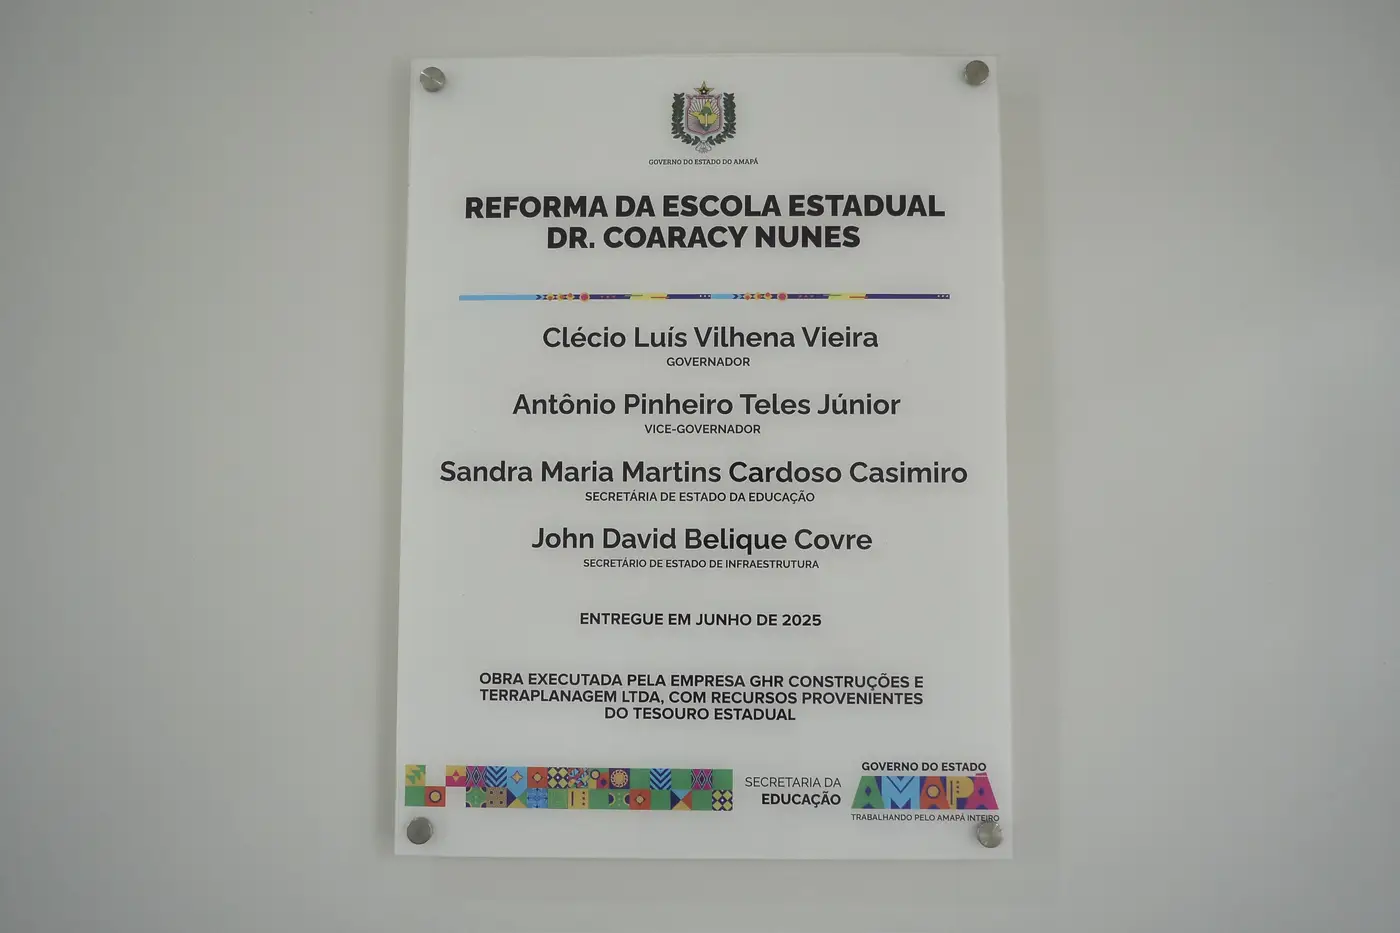 GOVERNO DO ESTADO DO AMAPÁ
REFORMA DA ESCOLA ESTADUAL
DR. COARACY NUNES
Clécio Luís Vilhena Vieira
GOVERNADOR
Antônio Pinheiro Teles Júnior
VICE-GOVERNADOR
Sandra Maria Martins Cardoso Casimiro
SECRETÁRIA DE ESTADO DA EDUCAÇÃO
John David Belique Covre
SECRETÁRIO DE ESTADO DE INFRAESTRUTURA
ENTREGUE EM JUNHO DE 2025
OBRA EXECUTADA PELA EMPRESA GHR CONSTRUÇÕES E
TERRAPLANAGEM LTDA, COM RECURSOS PROVENIENTES
DO TESOURO ESTADUAL
SECRETARIA DA
EDUCAÇÃO
GOVERNO DO ESTADO
AMAPÁ
TRABALHANDO PELO AMAPÁ INTEIRO